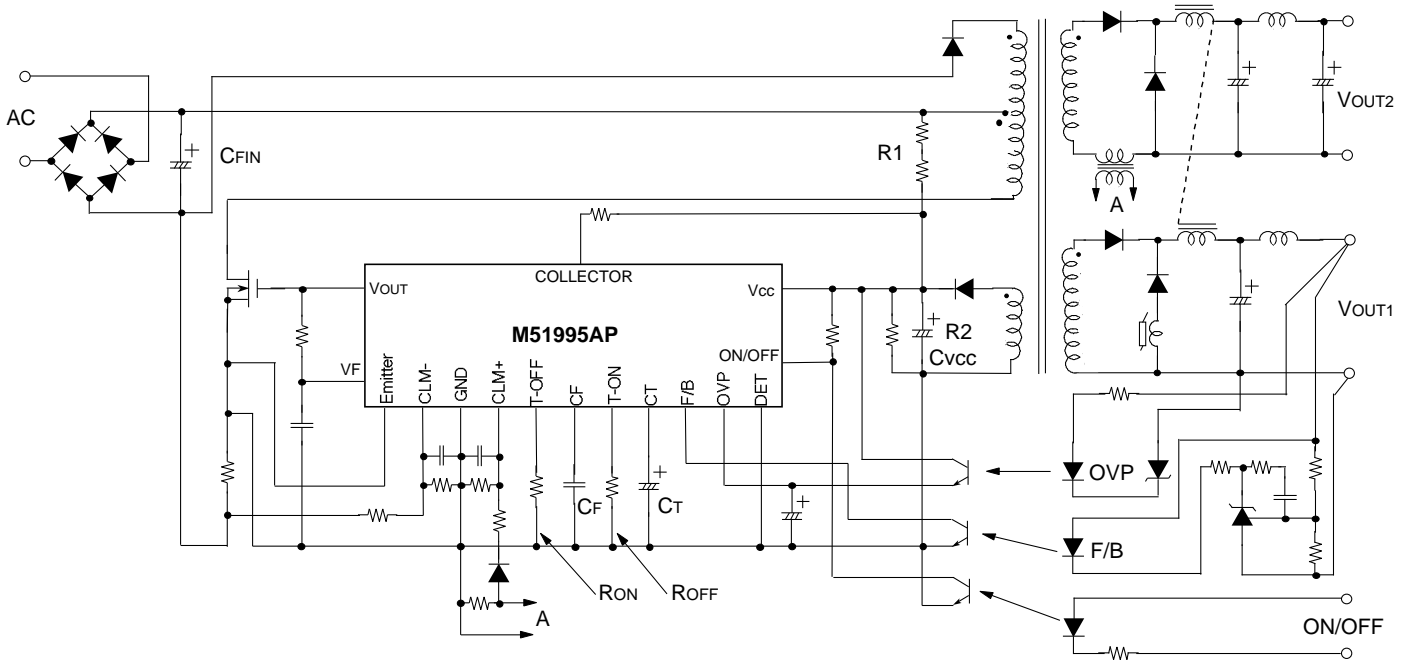 AC
CFIN
+
R1
+
+
VOUT2
A
COLLECTOR
VOUT
Vcc
M51995AP
+
R2
CVCC
+
VOUT1
VF
ON/OFF
Emitter
CLM-
GND
CLM+
T-OFF
CF
T-ON
CT
F/B
OVP
DET
CF
+
CT
+
OVP
F/B
RON
ROFF
A
ON/OFF